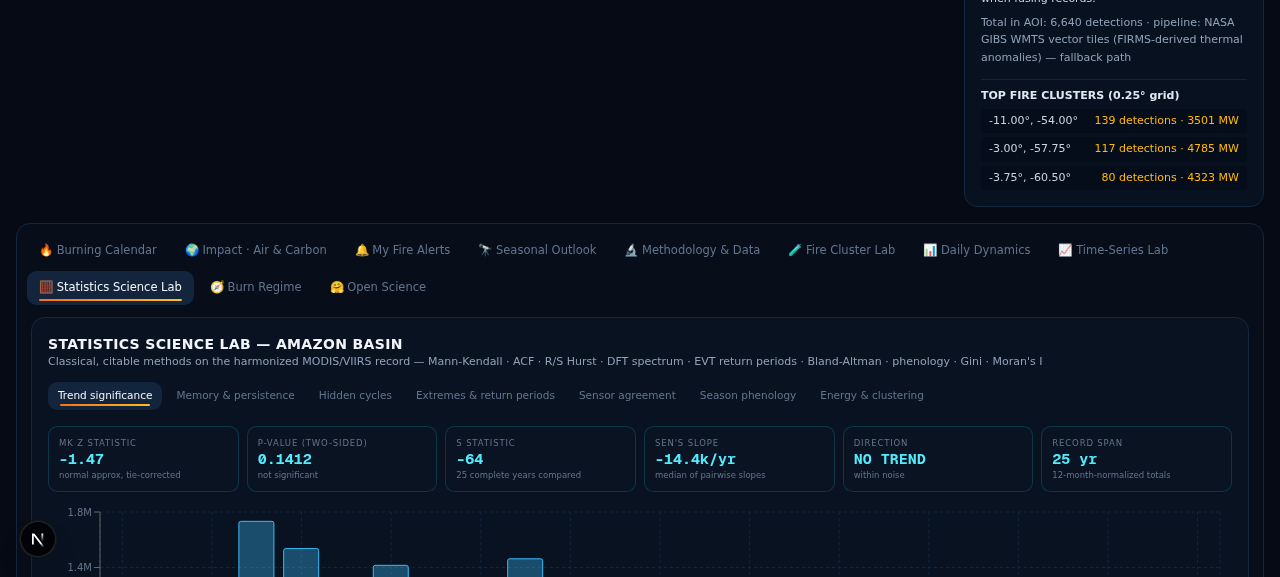 Total in AOI: 6,640 detections · pipeline: NASA
GIBS WMTS vector tiles (FIRMS-derived thermal
anomalies) — fallback path
TOP FIRE CLUSTERS (0.25° grid)
-11.00°, -54.00° 139 detections · 3501 MW
-3.00°, -57.75° 117 detections · 4785 MW
-3.75°, -60.50° 80 detections · 4323 MW
Burning Calendar Impact · Air & Carbon My Fire Alerts Seasonal Outlook Methodology & Data Fire Cluster Lab Daily Dynamics Time-Series Lab
Statistics Science Lab Burn Regime Open Science
STATISTICS SCIENCE LAB — AMAZON BASIN
Classical, citable methods on the harmonized MODIS/VIIRS record — Mann-Kendall · ACF · R/S Hurst · DFT spectrum · EVT return periods · Bland-Altman · phenology · Gini · Moran's I
Trend significance Memory & persistence Hidden cycles Extremes & return periods Sensor agreement Season phenology Energy & clustering
MK Z STATISTIC P-VALUE (TWO-SIDED) S STATISTIC SEN'S SLOPE DIRECTION RECORD SPAN
-1.47 0.1412 -64 -14.4k/yr NO TREND 25 yr
normal approx, tie-corrected not significant 25 complete years compared median of pairwise slopes within noise 12-month-normalized totals
1.8M
N
1.4M